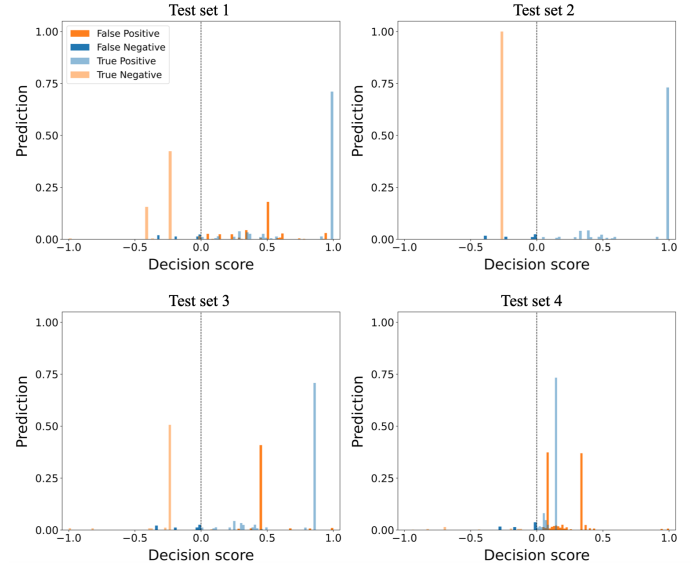 Test set 1
Test set 2
False Positive
False Negative
True Positive
True Negative
Prediction
1.00
0.75
0.50
0.25
0.00
−1.0
−0.5
0.0
0.5
1.0
Decision score
Prediction
1.00
0.75
0.50
0.25
0.00
−1.0
−0.5
0.0
0.5
1.0
Decision score
Test set 3
Test set 4
Prediction
1.00
0.75
0.50
0.25
0.00
−1.0
−0.5
0.0
0.5
1.0
Decision score
Prediction
1.00
0.75
0.50
0.25
0.00
−1.0
−0.5
0.0
0.5
1.0
Decision score